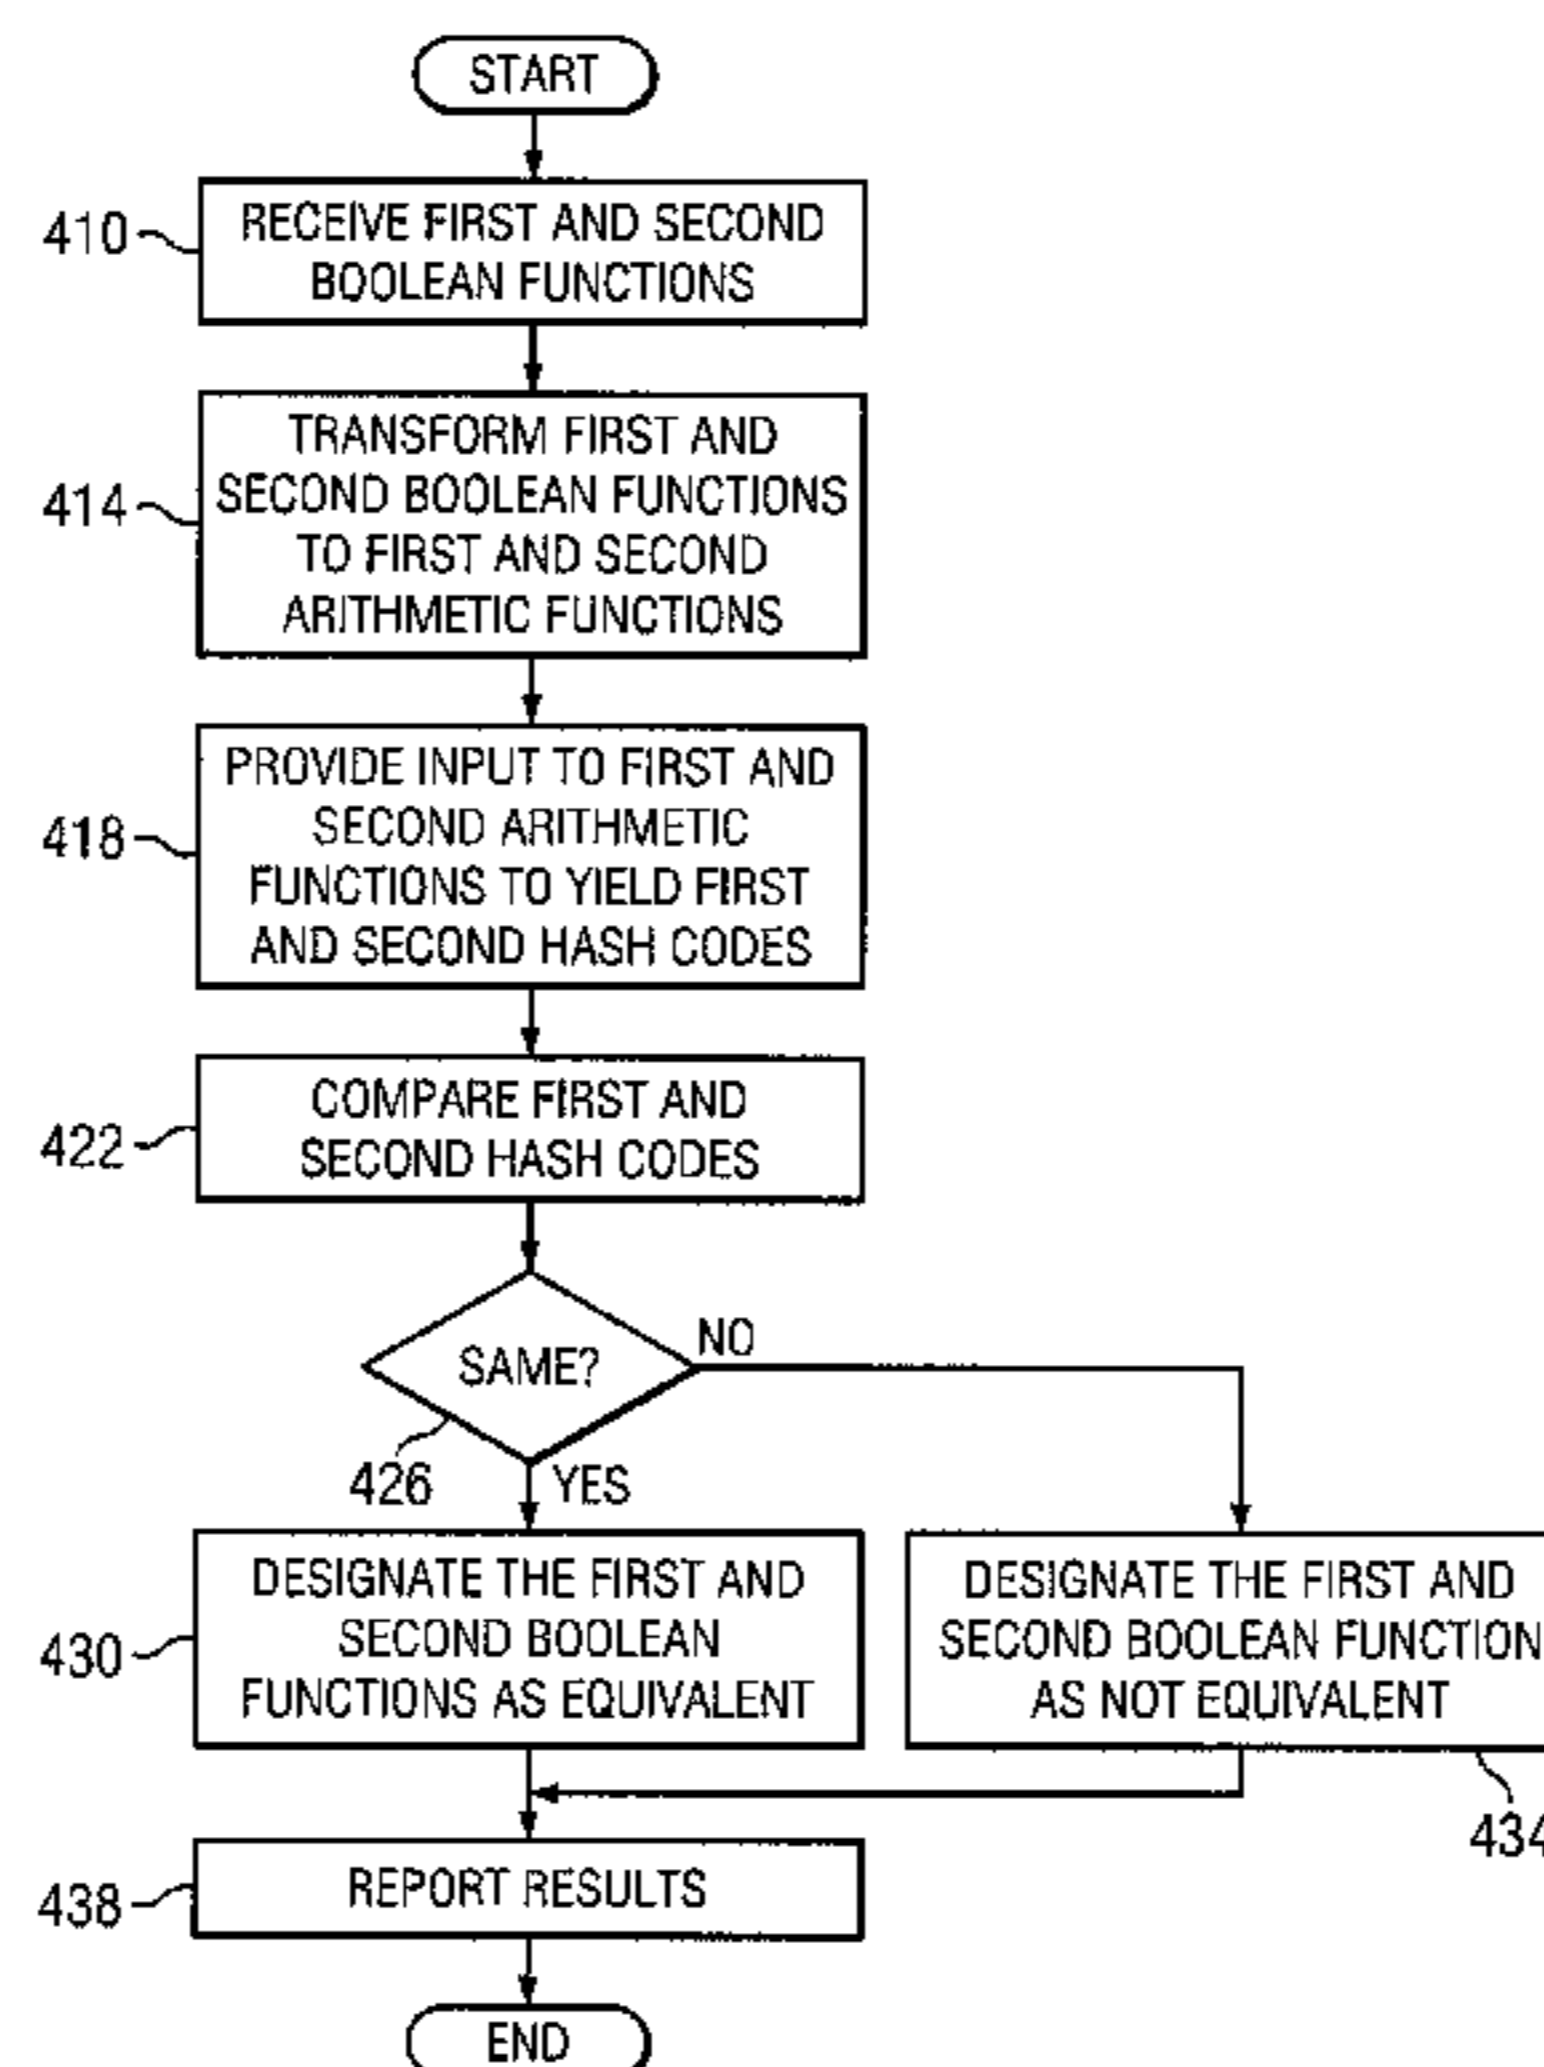 START
410
RECEIVE FIRST AND SECOND
BOOLEAN FUNCTIONS
414
TRANSFORM FIRST AND
SECOND BOOLEAN FUNCTIONS
TO FIRST AND SECOND
ARITHMETIC FUNCTIONS
418
PROVIDE INPUT TO FIRST AND
SECOND ARITHMETIC
FUNCTIONS TO YIELD FIRST
AND SECOND HASH CODES
422
COMPARE FIRST AND
SECOND HASH CODES
SAME?
NO
426
YES
430
DESIGNATE THE FIRST AND
SECOND BOOLEAN
FUNCTIONS AS EQUIVALENT
DESIGNATE THE FIRST AND
SECOND BOOLEAN FUNCTION
AS NOT EQUIVALENT
434
438
REPORT RESULTS
END